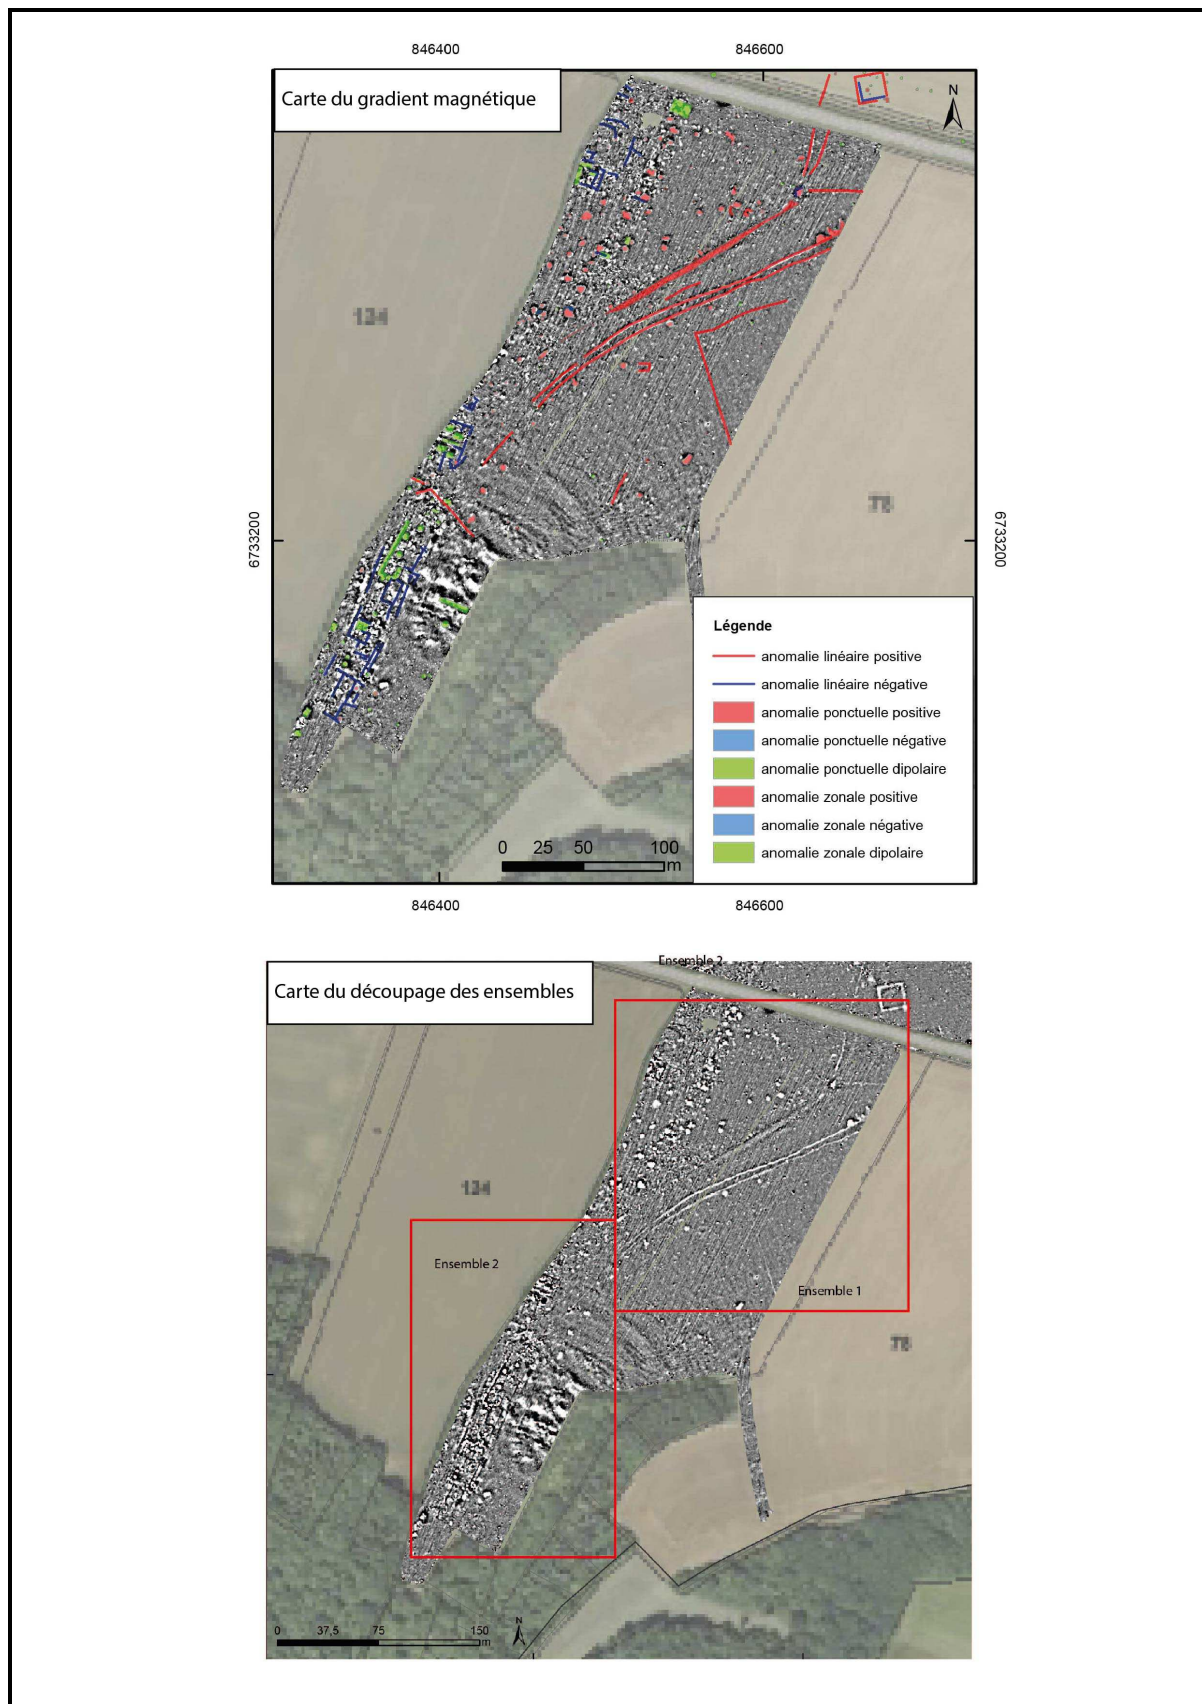 846400 846600
Carte du gradient magnétique
N
124
78
6733200 6733200
Légende
anomalie linéaire positive
anomalie linéaire négative
anomalie ponctuelle positive
anomalie ponctuelle négative
anomalie ponctuelle dipolaire
anomalie zonale positive
anomalie zonale négative
anomalie zonale dipolaire
0 25 50 100
m
846400 846600
Ensemble 2
Carte du découpage des ensembles
124
Ensemble 2
Ensemble 1
78
N
0 37,5 75 150
m